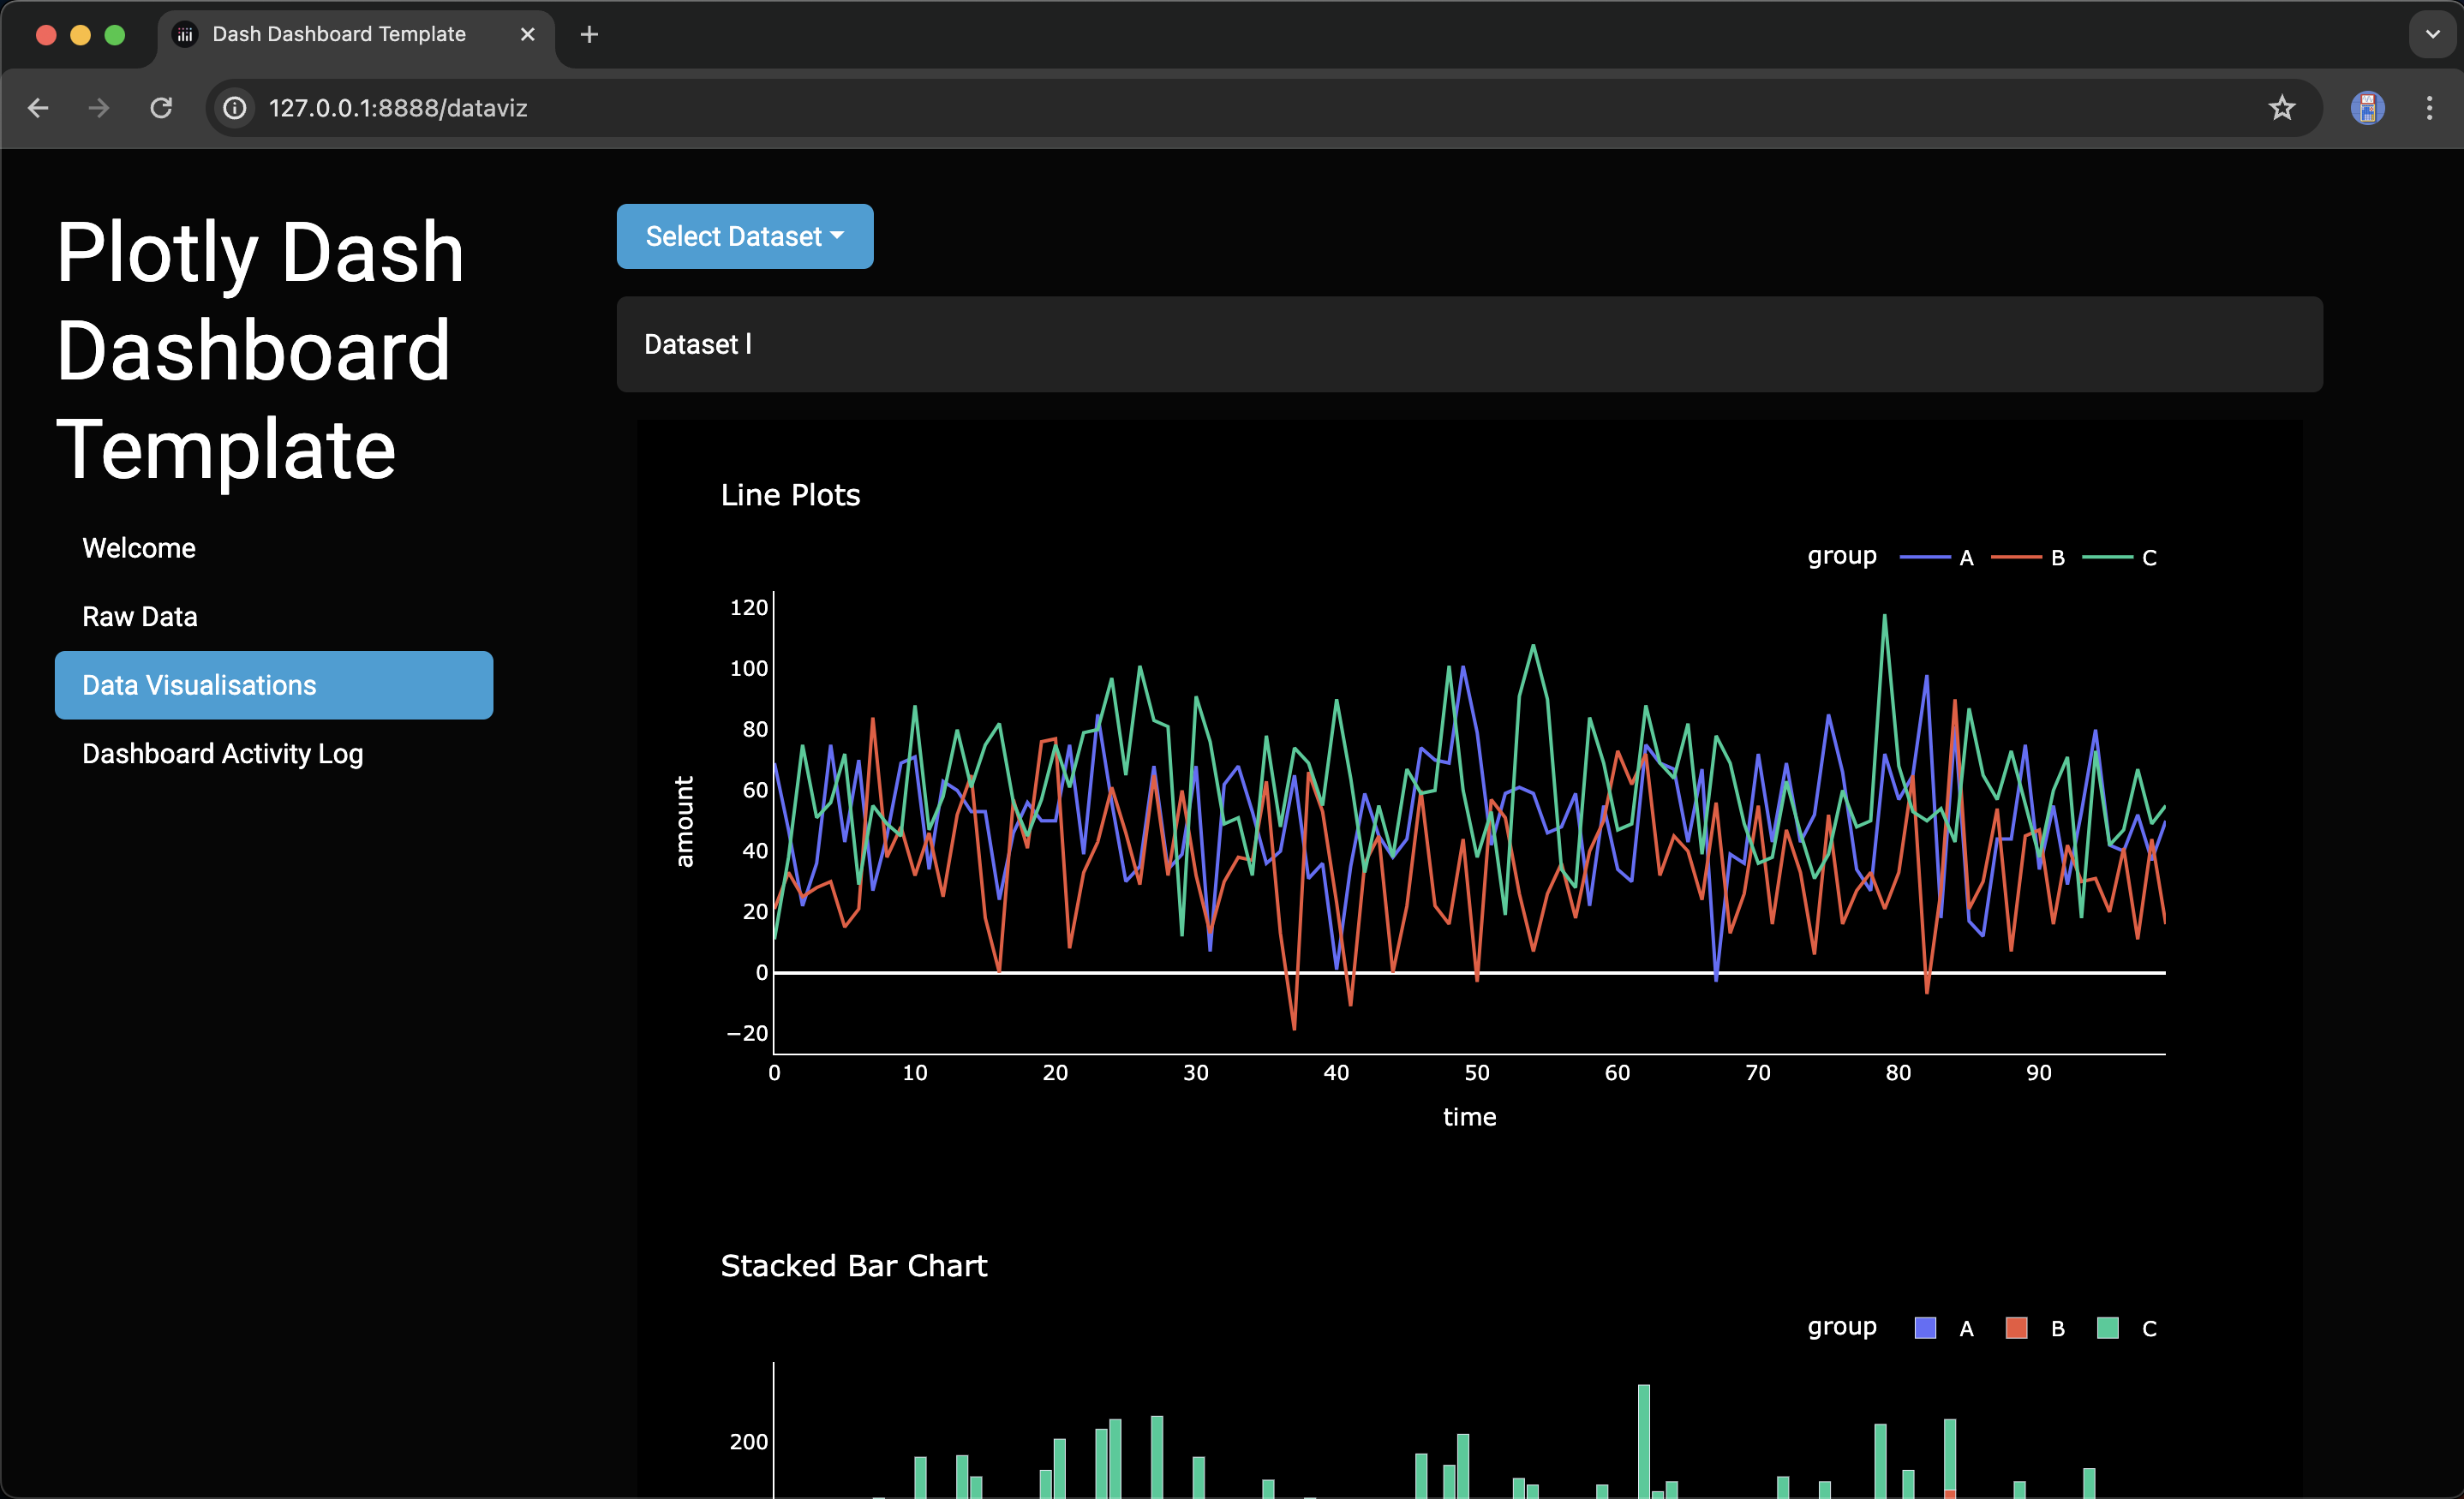 Dash Dashboard Template
127.0.0.1:8888/dataviz
Plotly Dash
Dashboard
Template
Welcome
Raw Data
Data Visualisations
Dashboard Activity Log
Select Dataset
Dataset I
Line Plots
group A B C
120
100
80
60
40
20
0
−20
amount
0 10 20 30 40 50 60 70 80 90
time
Stacked Bar Chart
group A B C
200